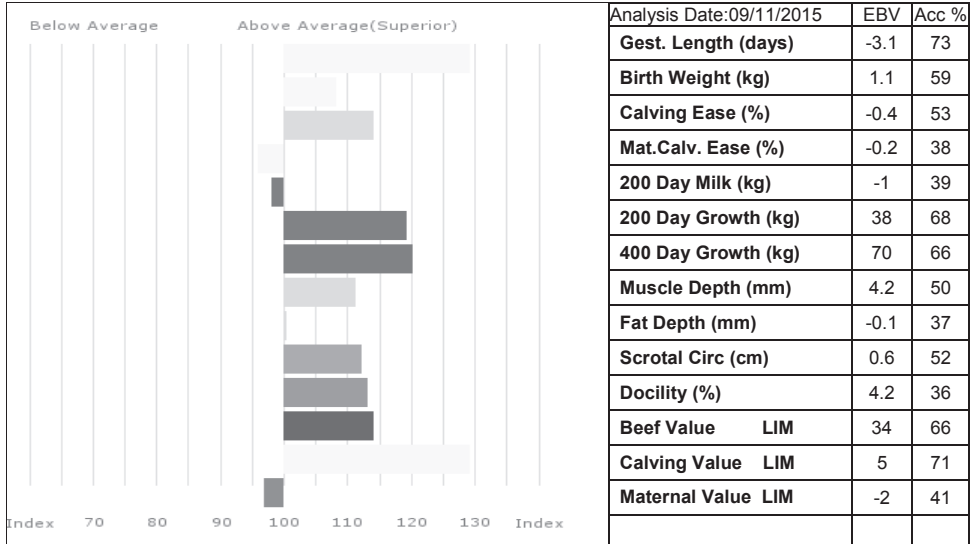 Below Average Above Average(Superior)
Index 70 80 90 100 110 120 130 Index
Analysis Date:09/11/2015 EBV Acc %
Gest. Length (days) -3.1 73
Birth Weight (kg) 1.1 59
Calving Ease (%) -0.4 53
Mat.Calv. Ease (%) -0.2 38
200 Day Milk (kg) -1 39
200 Day Growth (kg) 38 68
400 Day Growth (kg) 70 66
Muscle Depth (mm) 4.2 50
Fat Depth (mm) -0.1 37
Scrotal Circ (cm) 0.6 52
Docility (%) 4.2 36
Beef Value LIM 34 66
Calving Value LIM 5 71
Maternal Value LIM -2 41